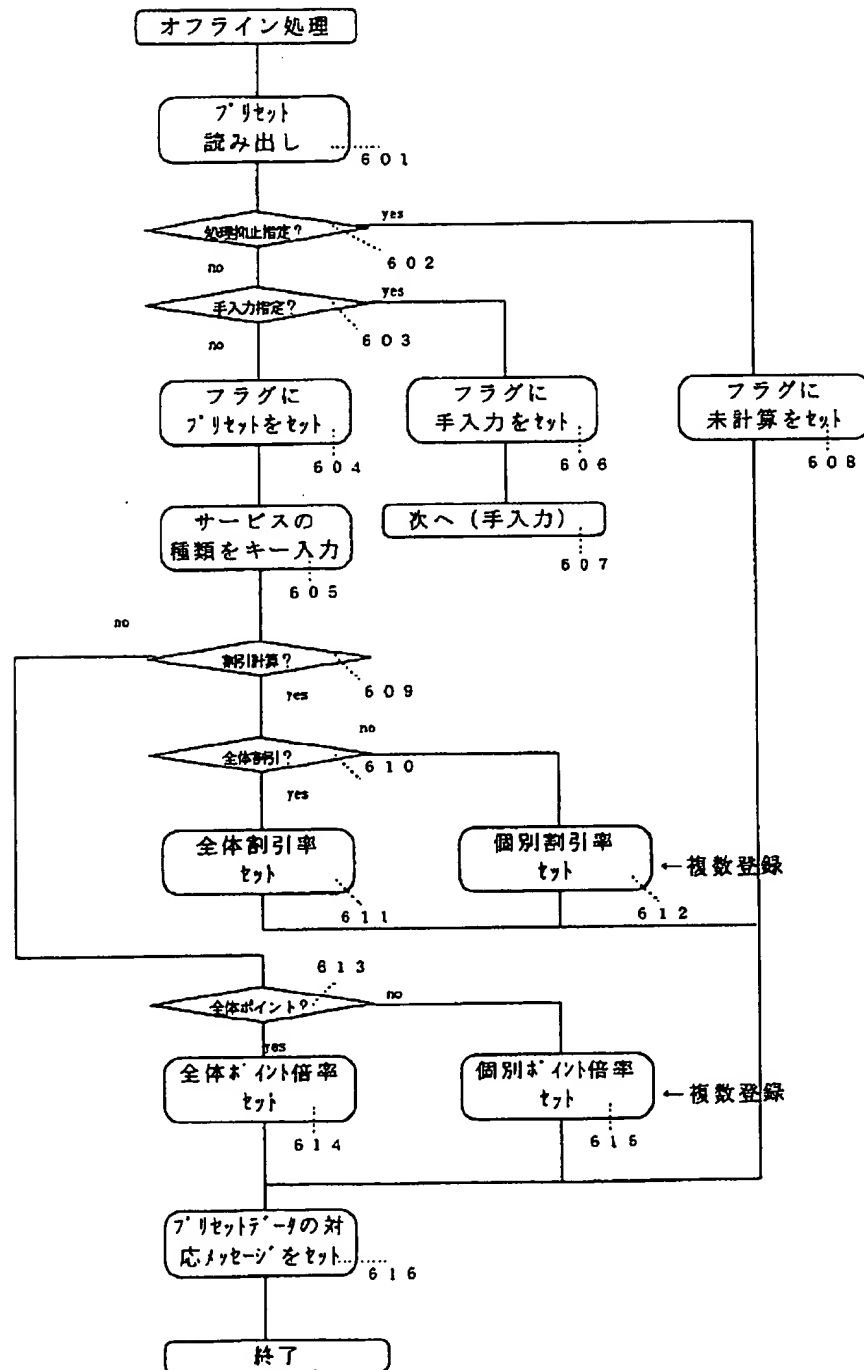 オフライン処理
プリセット
読み出し
601
処理抑止指定?
yes
602
no
手入力指定?
yes
603
no
フラグに
プリセットをセット
604
フラグに
手入力をセット
606
フラグに
未計算をセット
608
サービスの
種類をキー入力
605
次へ(手入力)
607
no
割引計算?
609
yes
no
全体割引?
610
yes
全体割引率
セット
611
個別割引率
セット
612
←複数登録
613
全体ポイント?
no
yes
全体ポイント倍率
セット
614
個別ポイント倍率
セット
615
←複数登録
プリセットデータの対
応メッセージをセット
616
終了